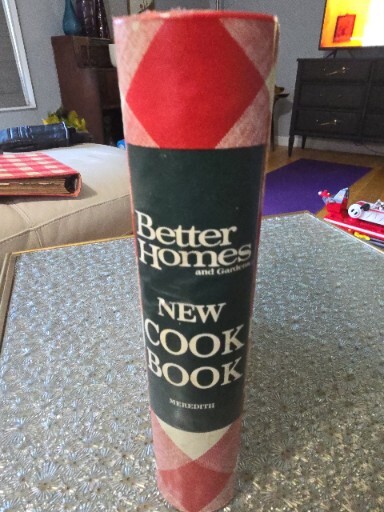 Better
Homes
and Gardens
NEW
COOK
BOOK
MEREDITH